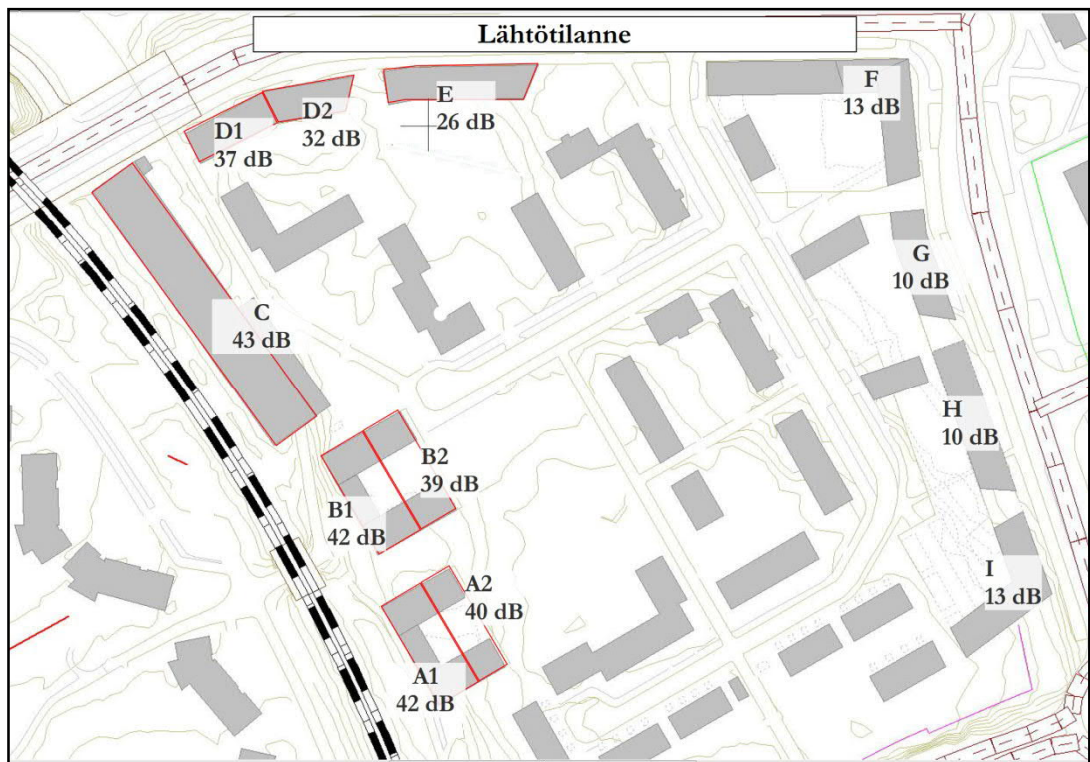 Lähtötilanne
D1
37 dB
D2
32 dB
E
26 dB
F
13 dB
G
10 dB
C
43 dB
H
10 dB
B2
39 dB
B1
42 dB
A2
40 dB
I
13 dB
A1
42 dB